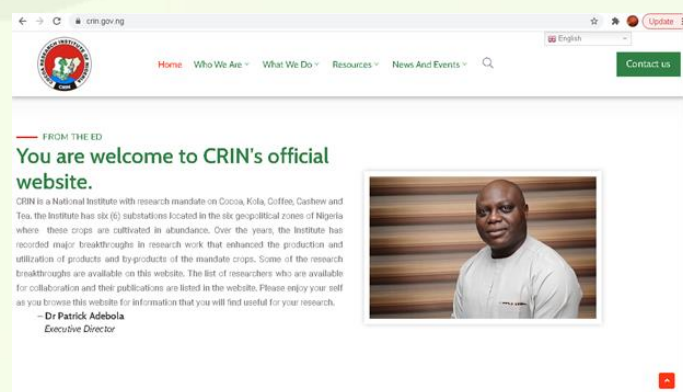 crin.gov.ng
Update
English
COCOA RESEARCH INSTITUTE OF NIGERIA
CRIN
Home Who We Are What We Do Resources News And Events
Contact us
FROM THE ED
You are welcome to CRIN's official
website.
CRIN is a National Institute with research mandate on Cocoa, Kola, Coffee, Cashew and
Tea. the Institute has six (6) substations located in the six geopolitical zones of Nigeria
where these crops are cultivated in abundance. Over the years, the Institute has
recorded major breakthroughs in research work that enhanced the production and
utilization of products and by-products of the mandate crops. Some of the research
breakthroughs are available on this website. The list of researchers who are available
for collaboration and their publications are listed in the website. Please enjoy your self
as you browse this website for information that you will find useful for your research.
– Dr Patrick Adebola
Executive Director